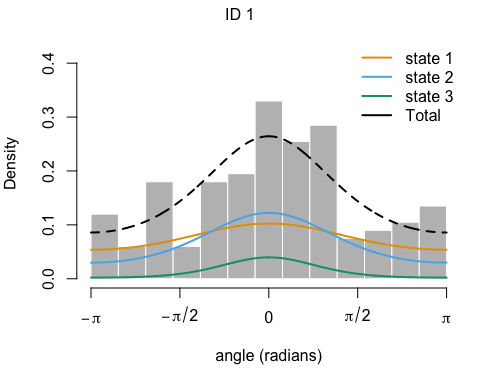 ID 1
state 1
state 2
state 3
Total
Density
0.4
0.3
0.2
0.1
0.0
−π −π/2 0 π/2 π
angle (radians)